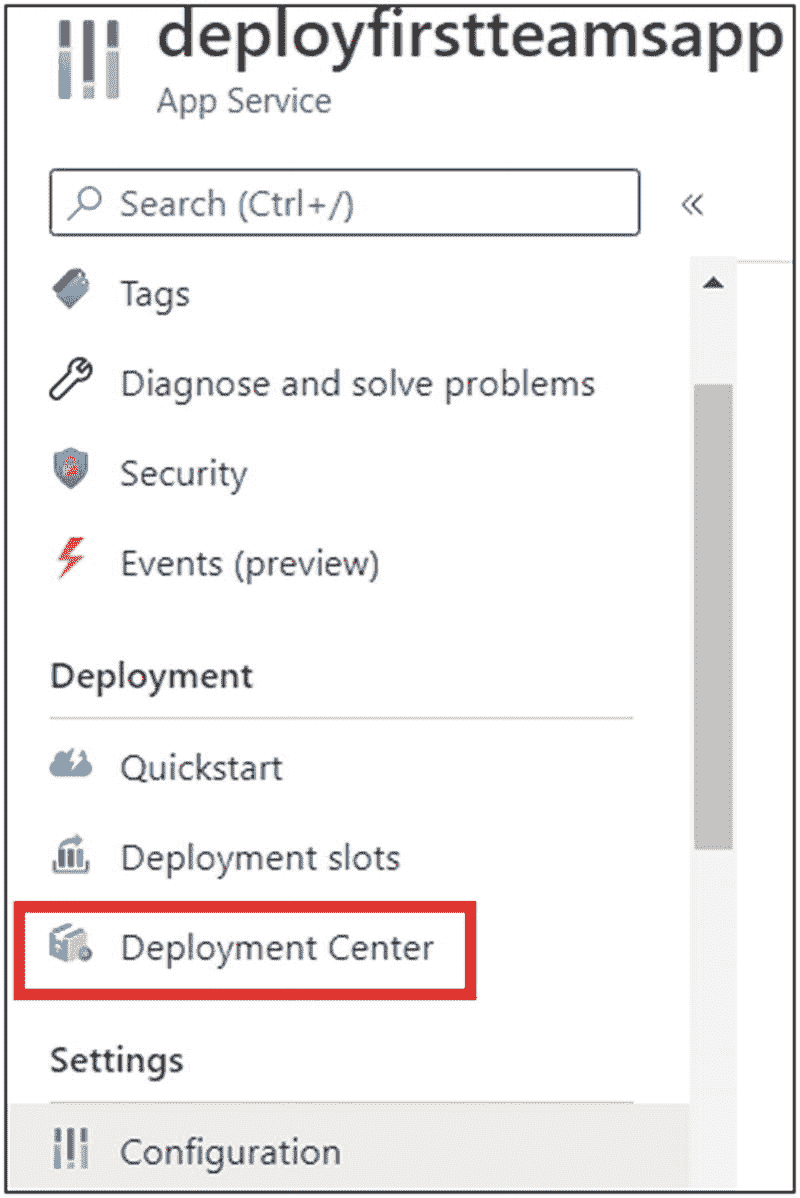 deployfirstteamsapp
App Service
Search (Ctrl+/)
«
Tags
Diagnose and solve problems
Security
Events (preview)
Deployment
Quickstart
Deployment slots
Deployment Center
Settings
Configuration